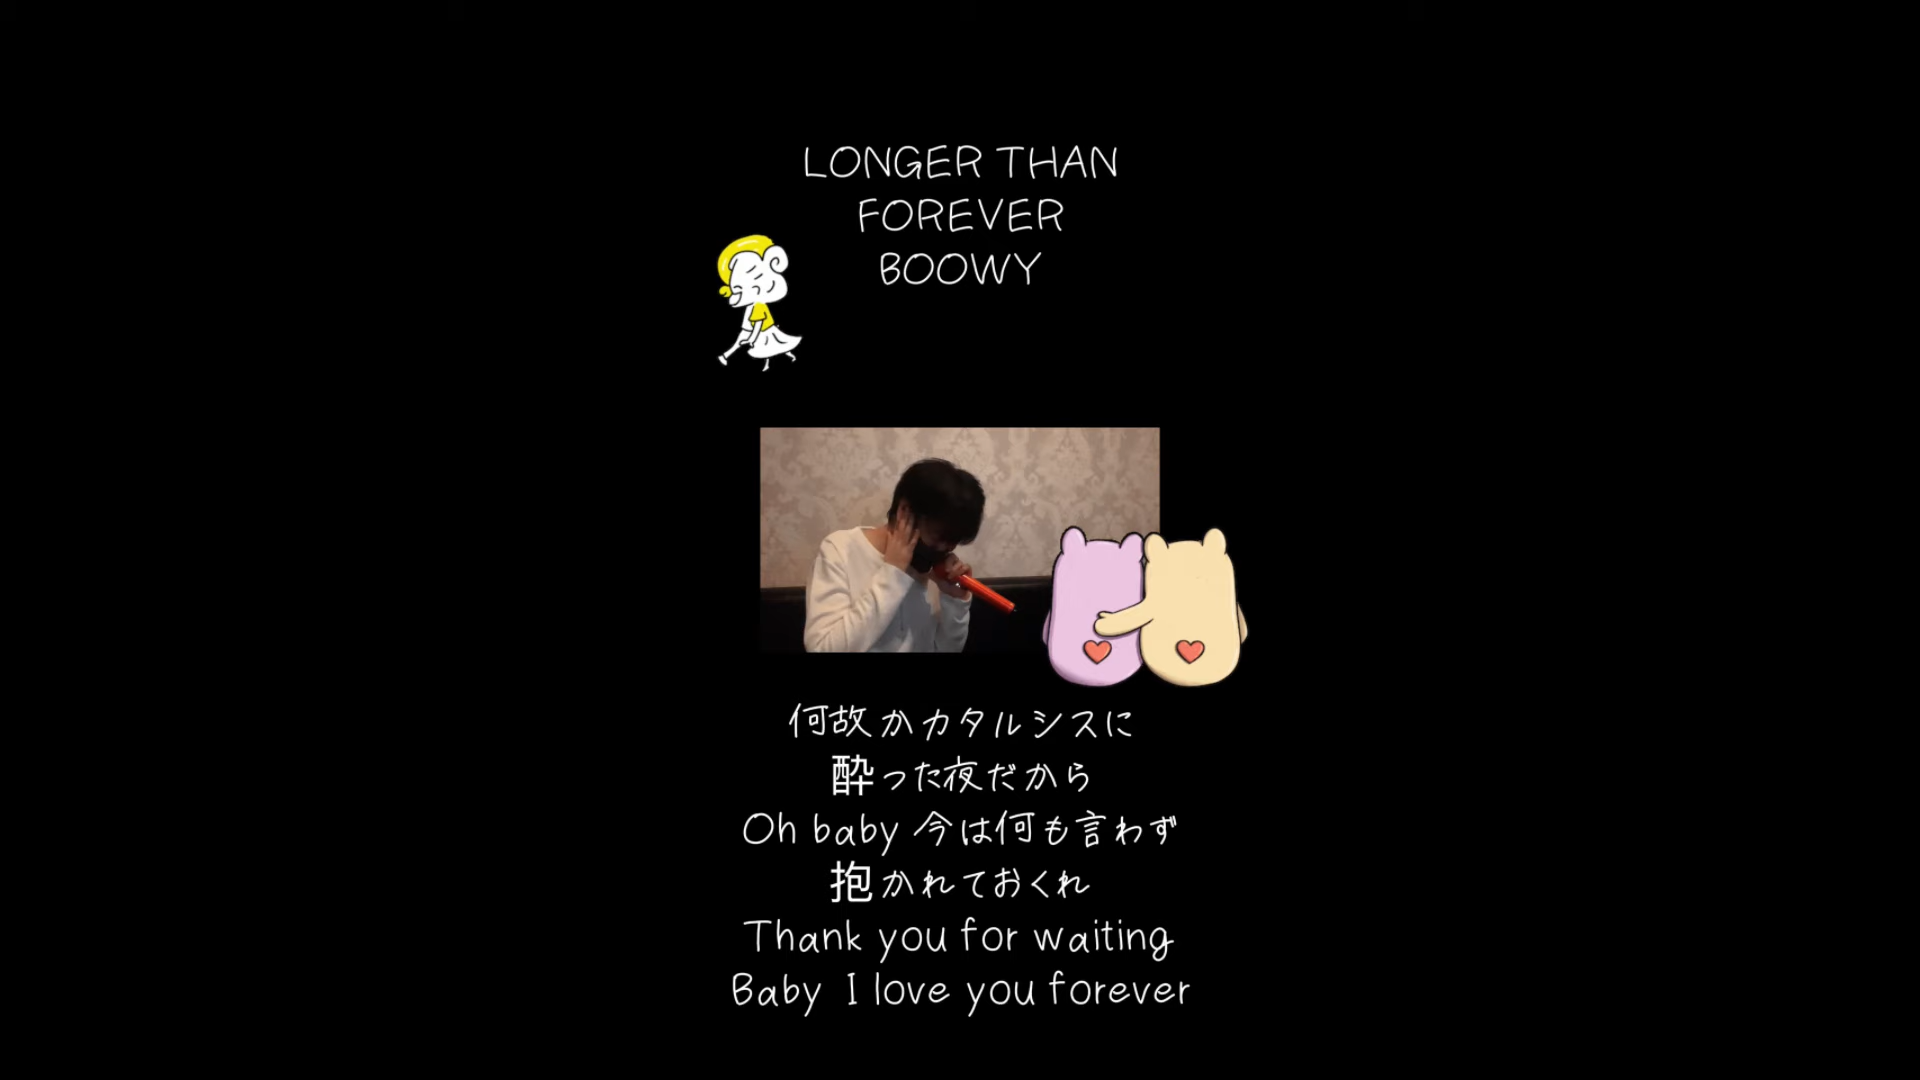 LONGER THAN
FOREVER
BOOWY
何故かカタルシスに
酔った夜だから
Oh baby 今は何も言わず
抱かれておくれ
Thank you for waiting
Baby I love you forever